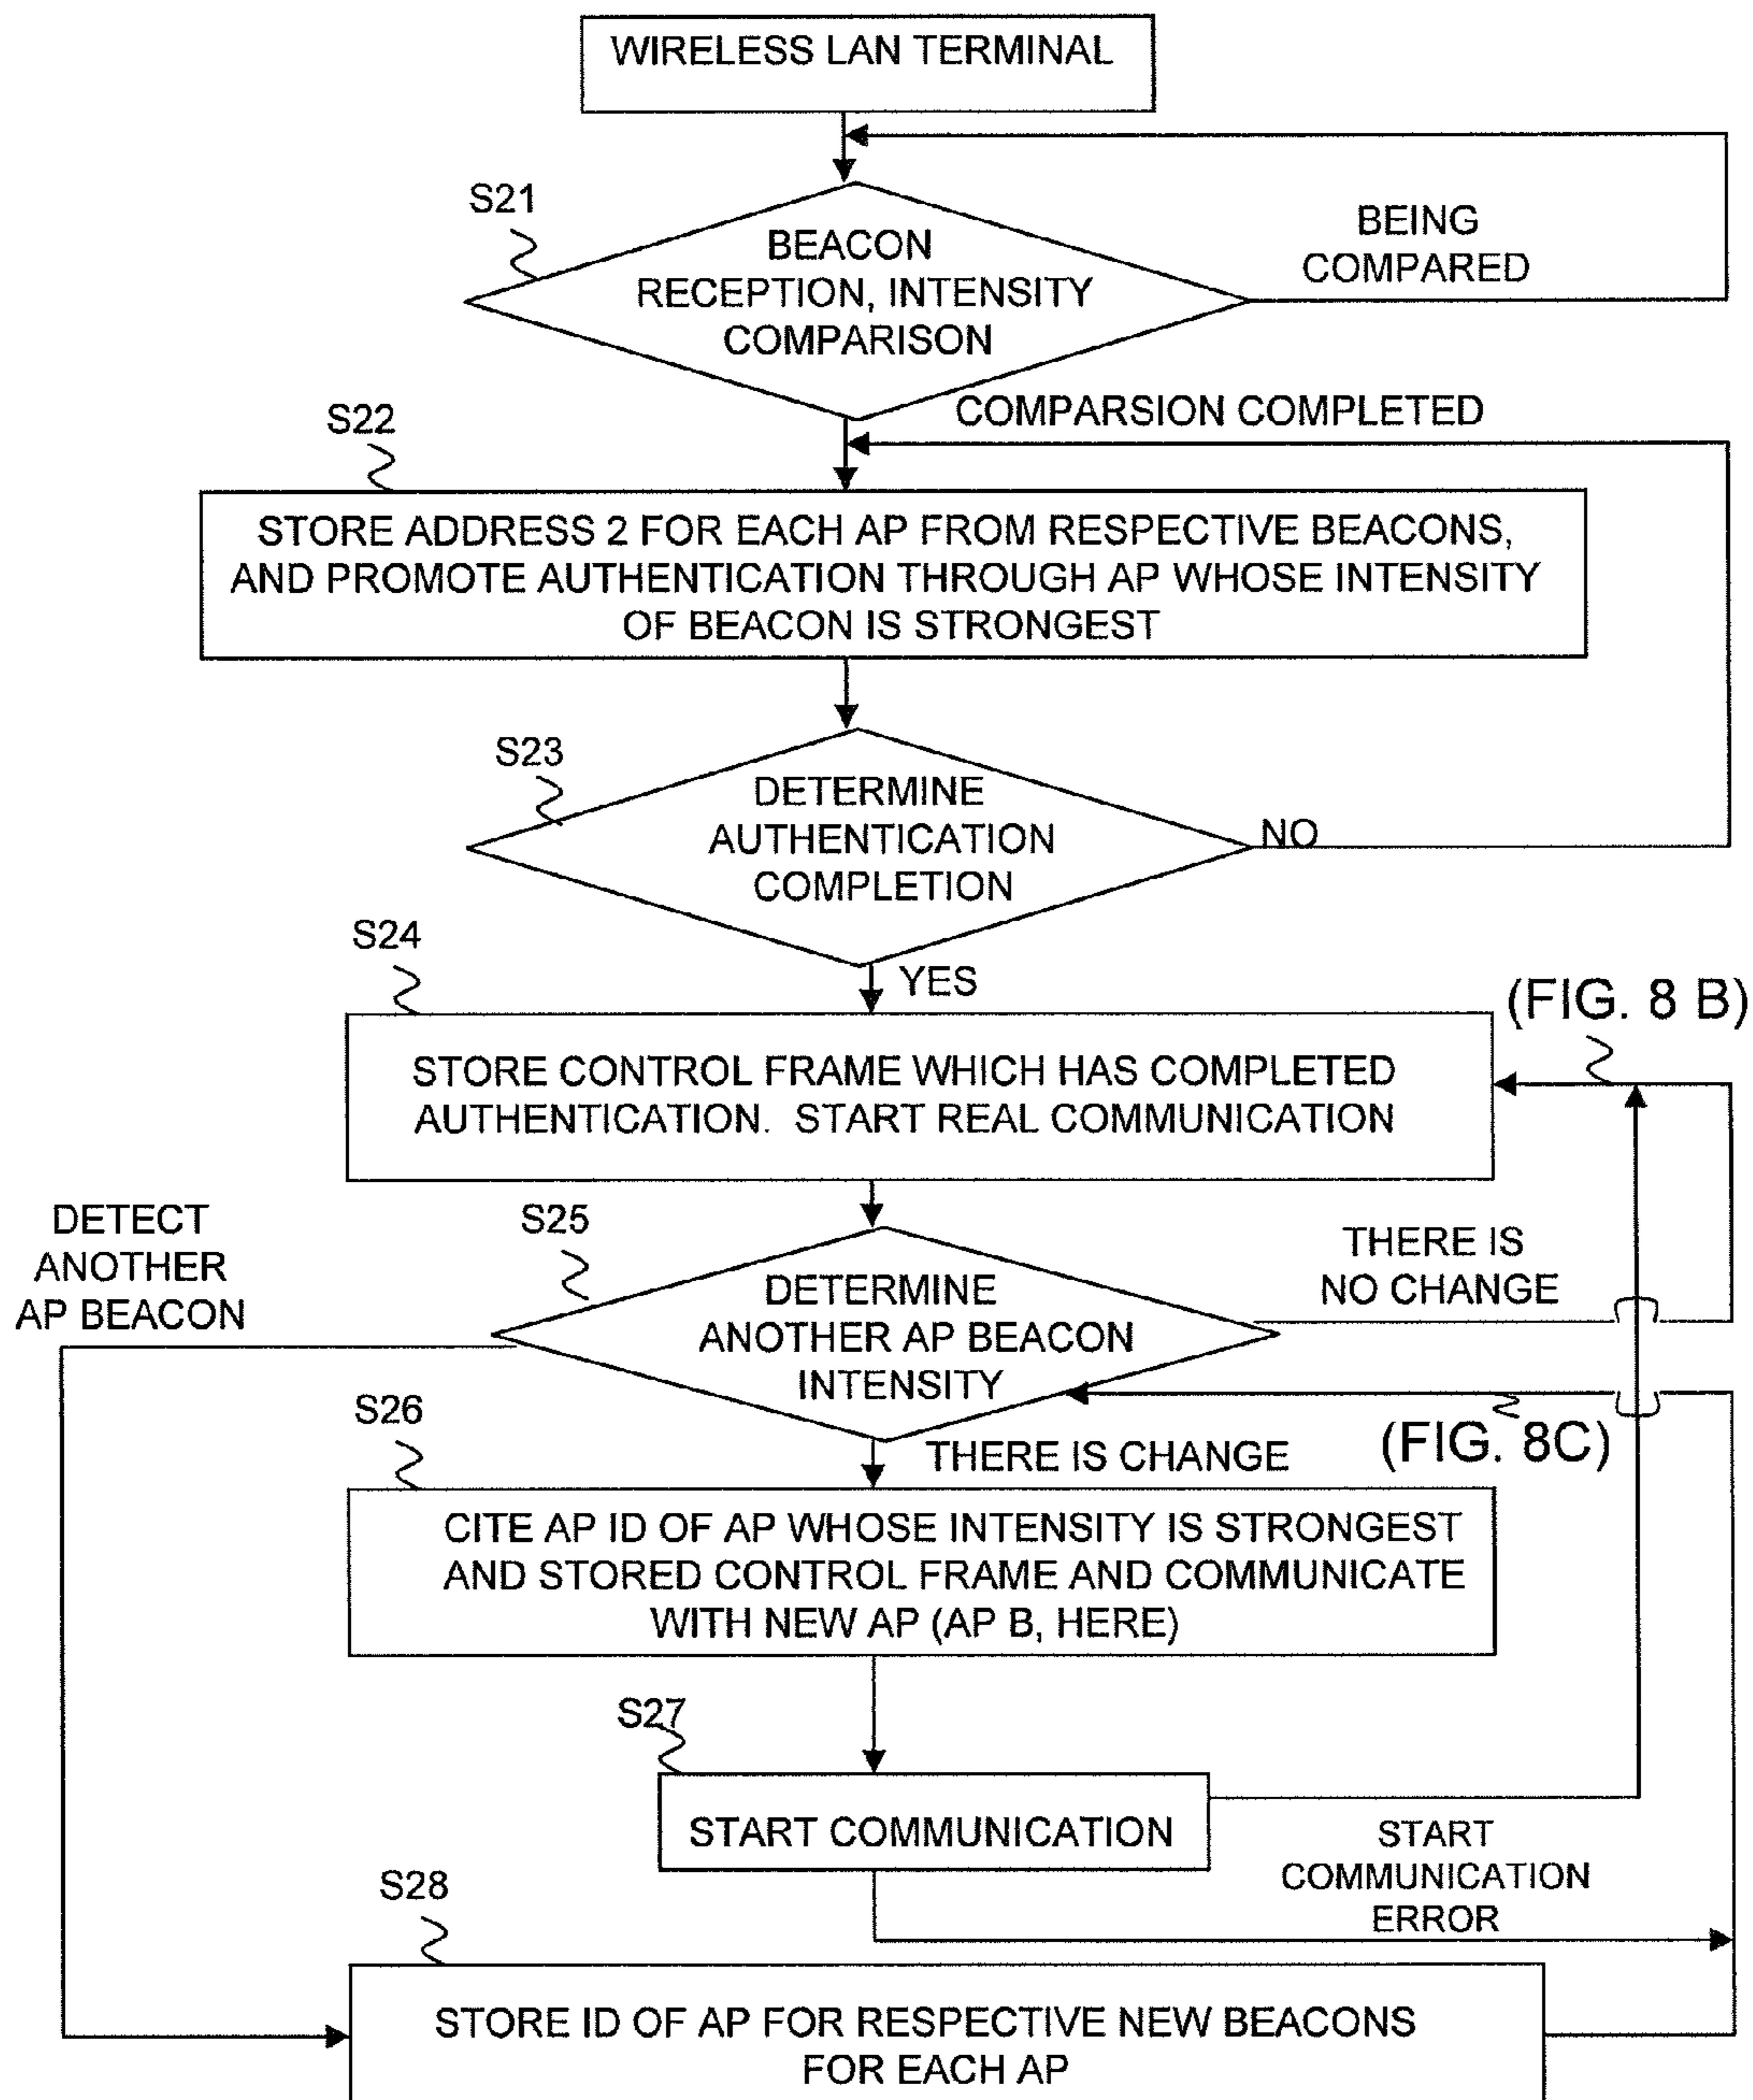 WIRELESS LAN TERMINAL
S21
BEACON
RECEPTION, INTENSITY
COMPARISON
BEING
COMPARED
COMPARSION COMPLETED
S22
STORE ADDRESS 2 FOR EACH AP FROM RESPECTIVE BEACONS,
AND PROMOTE AUTHENTICATION THROUGH AP WHOSE INTENSITY
OF BEACON IS STRONGEST
S23
DETERMINE
AUTHENTICATION
COMPLETION
NO
YES
S24
(FIG. 8 B)
STORE CONTROL FRAME WHICH HAS COMPLETED
AUTHENTICATION. START REAL COMMUNICATION
DETECT
ANOTHER
AP BEACON
S25
DETERMINE
ANOTHER AP BEACON
INTENSITY
THERE IS
NO CHANGE
(FIG. 8C)
THERE IS CHANGE
S26
CITE AP ID OF AP WHOSE INTENSITY IS STRONGEST
AND STORED CONTROL FRAME AND COMMUNICATE
WITH NEW AP (AP B, HERE)
S27
START COMMUNICATION
START
COMMUNICATION
ERROR
S28
STORE ID OF AP FOR RESPECTIVE NEW BEACONS
FOR EACH AP